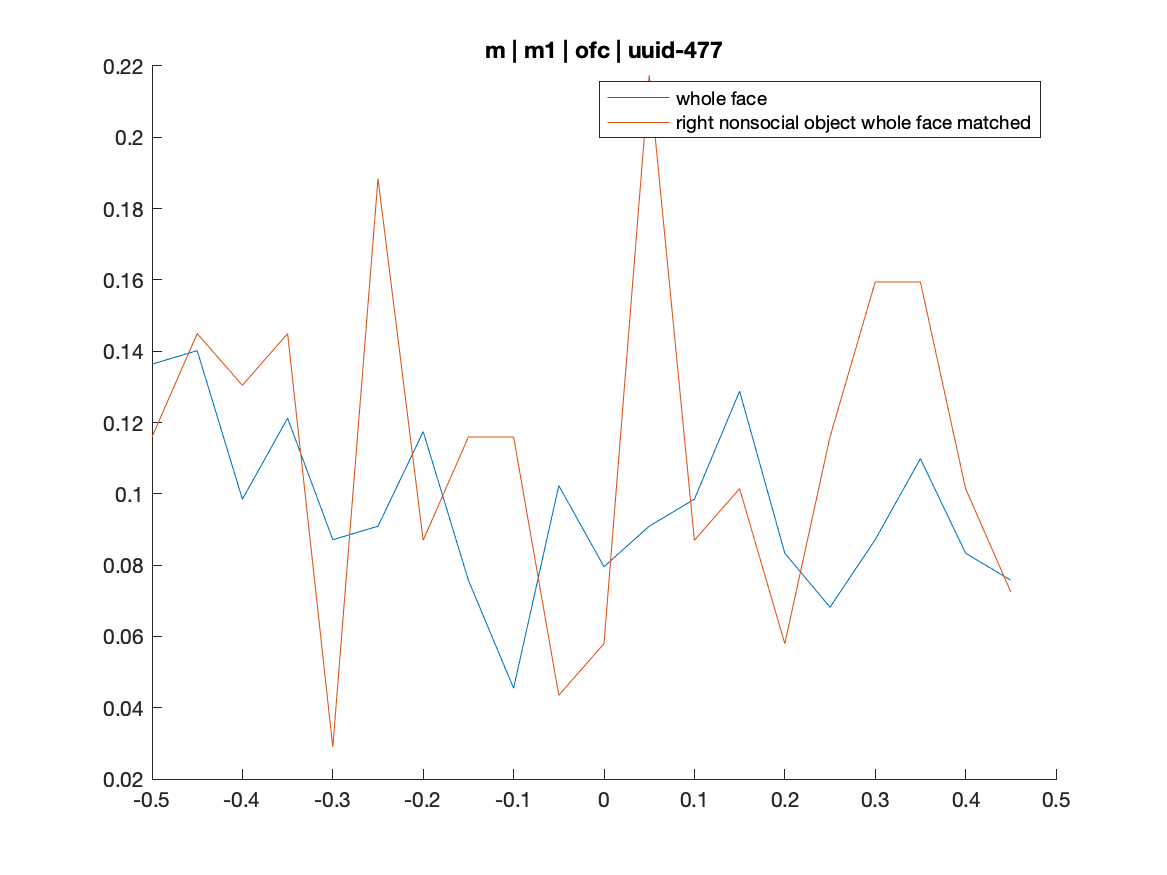 m | m1 | ofc | uuid-477
whole face
right nonsocial object whole face matched
0.22
0.2
0.18
0.16
0.14
0.12
0.1
0.08
0.06
0.04
0.02
-0.5 -0.4 -0.3 -0.2 -0.1 0 0.1 0.2 0.3 0.4 0.5